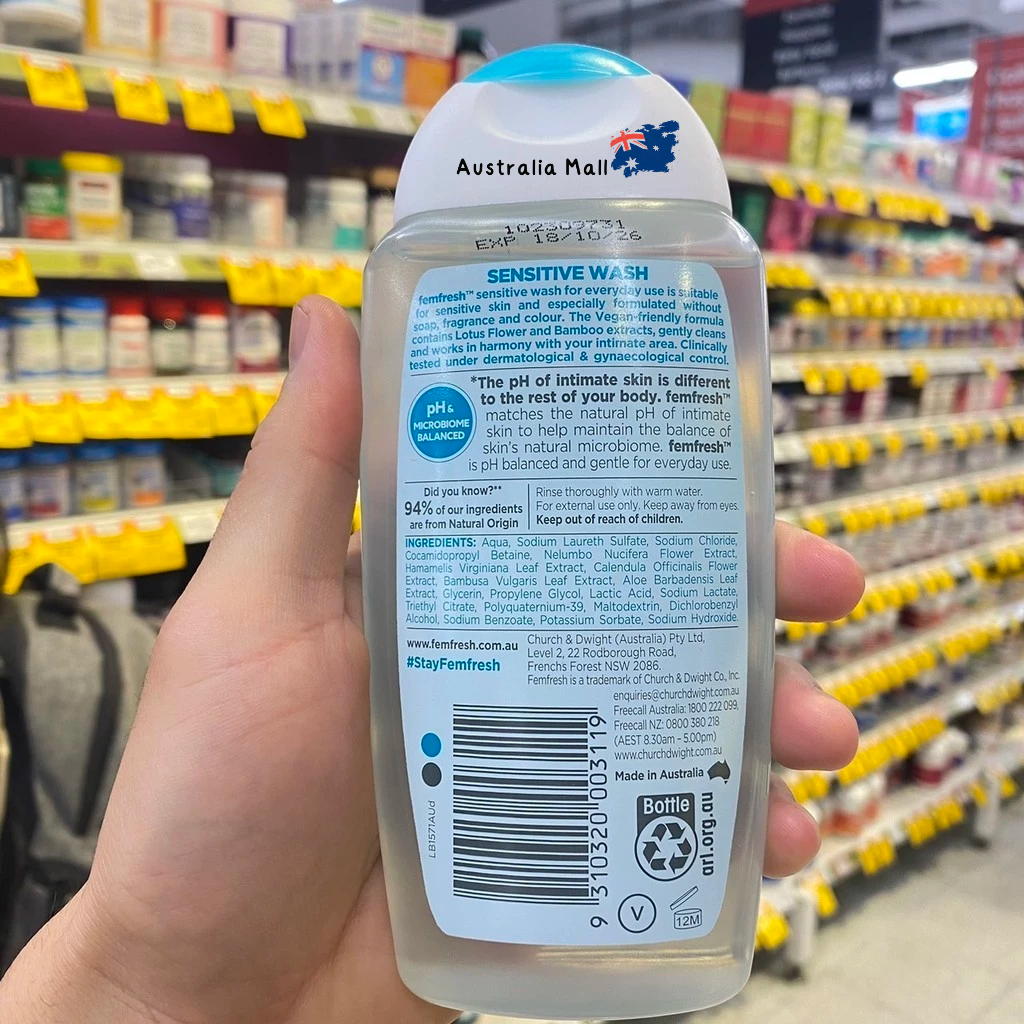 Australia Mall
102309731
EXP 18/10/26
SENSITIVE WASH
femfresh™ sensitive wash for everyday use is suitable
for sensitive skin and especially formulated without
soap, fragrance and colour. The Vegan-friendly formula
contains Lotus Flower and Bamboo extracts, gently cleans
and works in harmony with your intimate area. Clinically
tested under dermatological & gynaecological control.
pH &
MICROBIOME
BALANCED
*The pH of intimate skin is different
to the rest of your body. femfresh™
matches the natural pH of intimate
skin to help maintain the balance of
skin's natural microbiome. femfresh™
is pH balanced and gentle for everyday use.
Did you know?**
94% of our ingredients
are from Natural Origin
Rinse thoroughly with warm water.
For external use only. Keep away from eyes.
Keep out of reach of children.
INGREDIENTS: Aqua, Sodium Laureth Sulfate, Sodium Chloride,
Cocamidopropyl Betaine, Nelumbo Nucifera Flower Extract,
Hamamelis Virginiana Leaf Extract, Calendula Officinalis Flower
Extract, Bambusa Vulgaris Leaf Extract, Aloe Barbadensis Leaf
Extract, Glycerin, Propylene Glycol, Lactic Acid, Sodium Lactate,
Triethyl Citrate, Polyquaternium-39, Maltodextrin, Dichlorobenzyl
Alcohol, Sodium Benzoate, Potassium Sorbate, Sodium Hydroxide.
www.femfresh.com.au
#StayFemfresh
Church & Dwight (Australia) Pty Ltd,
Level 2, 22 Rodborough Road,
Frenchs Forest NSW 2086.
Femfresh is a trademark of Church & Dwight Co., Inc.
enquiries@churchdwight.com.au
Freecall Australia: 1800 222 099,
Freecall NZ: 0800 380 218
(AEST 8.30am - 5.00pm)
www.churchdwight.com.au
Made in Australia
LB1571AUd
9 310320 003119
Bottle
arl.org.au
V
12M